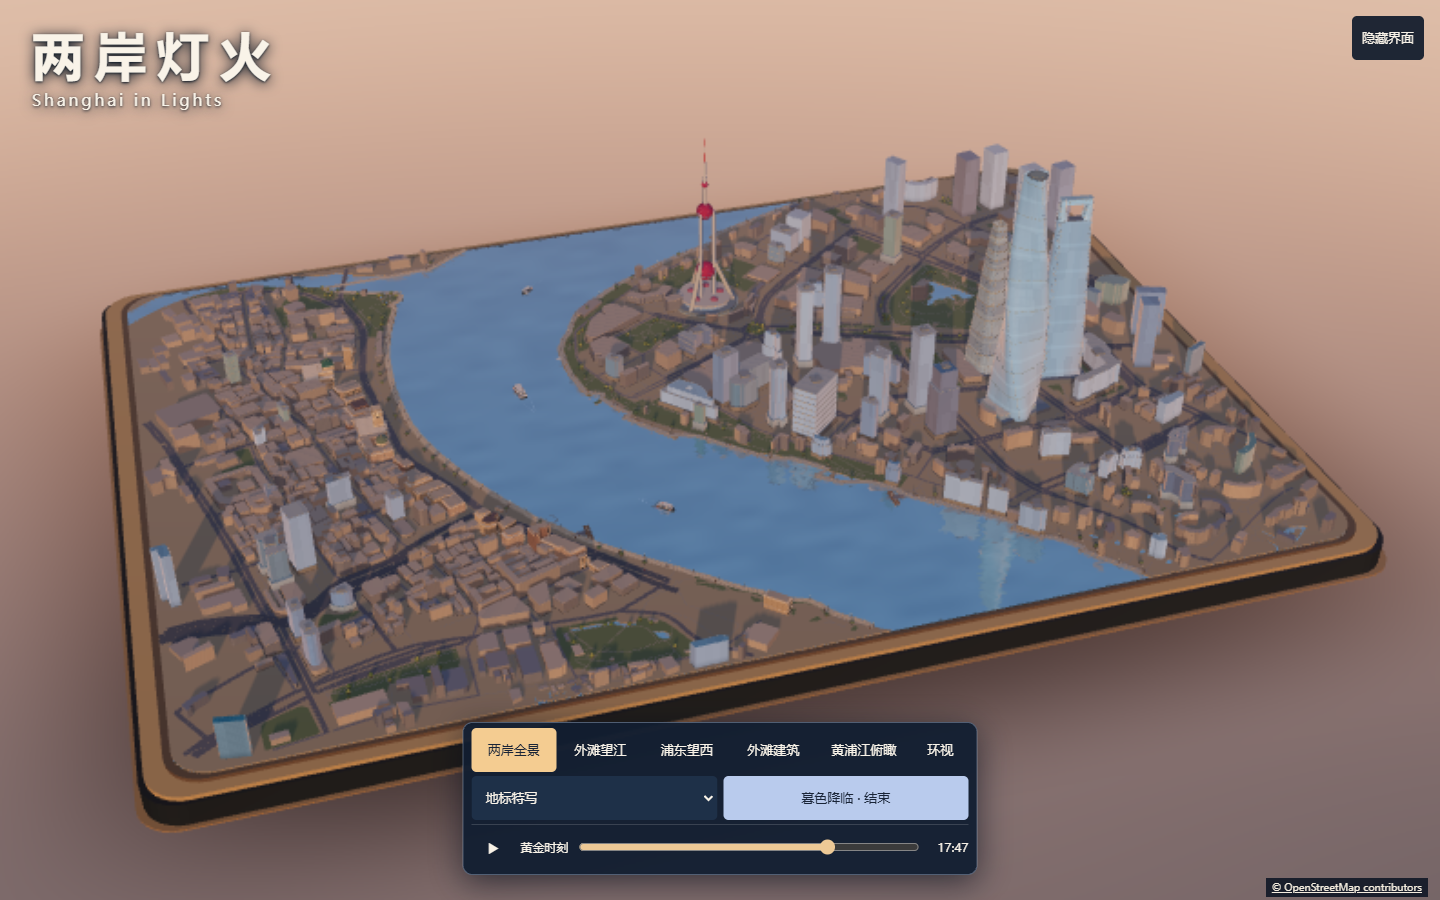 两岸灯火
Shanghai in Lights
隐藏界面
两岸全景 外滩望江 浦东望西 外滩建筑 黄浦江俯瞰 环视
地标特写 暮色降临 · 结束
黄金时刻 17:47
© OpenStreetMap contributors